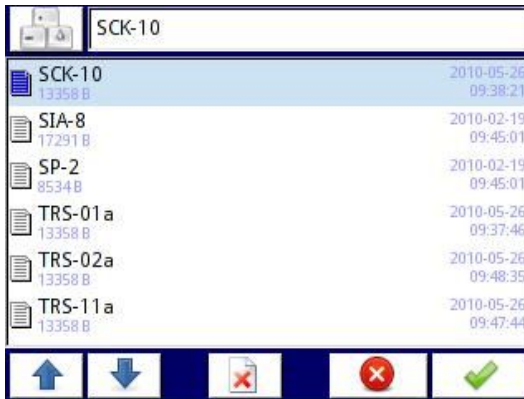 SCK-10
SCK-10
2010-05-26
13358 B
09:38:21
SIA-8
2010-02-19
17291 B
09:45:01
SP-2
2010-02-19
8534 B
09:45:01
TRS-01a
2010-05-26
13358 B
09:37:46
TRS-02a
2010-05-26
13358 B
09:48:35
TRS-11a
2010-05-26
13358 B
09:47:44